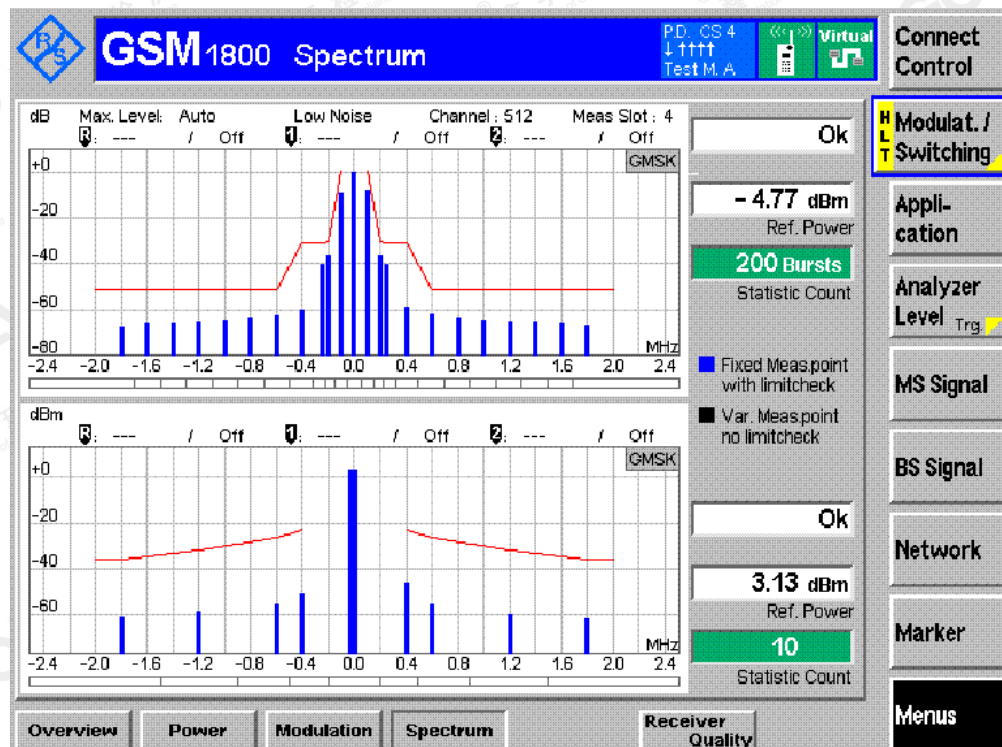 R S
GSM 1800 Spectrum
P.D. CS 4
Test M. A
Virtual
Connect Control
dB Max. Level: Auto Low Noise Channel : 512 Meas Slot : 4
R: --- / Off 1: --- / Off 2: --- / Off
GMSK
+0
-20
-40
-60
-80
MHz
-2.4 -2.0 -1.6 -1.2 -0.8 -0.4 0.0 0.4 0.8 1.2 1.6 2.0 2.4
Ok
- 4.77 dBm
Ref. Power
200 Bursts
Statistic Count
Fixed Meas.point
with limitcheck
Var. Meas.point
no limitcheck
dBm
R: --- / Off 1: --- / Off 2: --- / Off
GMSK
+0
-20
-40
-60
MHz
-2.4 -2.0 -1.6 -1.2 -0.8 -0.4 0.0 0.4 0.8 1.2 1.6 2.0 2.4
Ok
3.13 dBm
Ref. Power
10
Statistic Count
HLT
Modulat. /
Switching
Appli-
cation
Analyzer
Level Trg.
MS Signal
BS Signal
Network
Marker
Menus
Overview Power Modulation Spectrum Receiver
Quality